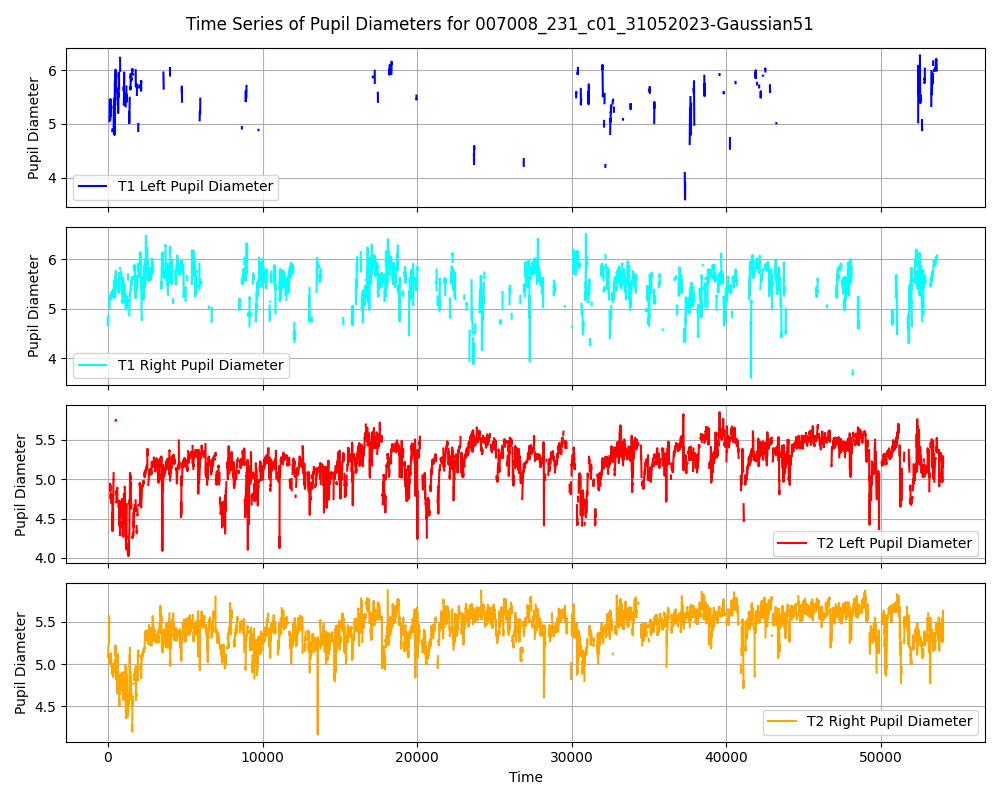 Time Series of Pupil Diameters for 007008_231_c01_31052023-Gaussian51
Pupil Diameter
6
5
4
T1 Left Pupil Diameter
Pupil Diameter
6
5
4
T1 Right Pupil Diameter
Pupil Diameter
5.5
5.0
4.5
4.0
T2 Left Pupil Diameter
Pupil Diameter
5.5
5.0
4.5
T2 Right Pupil Diameter
0 10000 20000 30000 40000 50000
Time